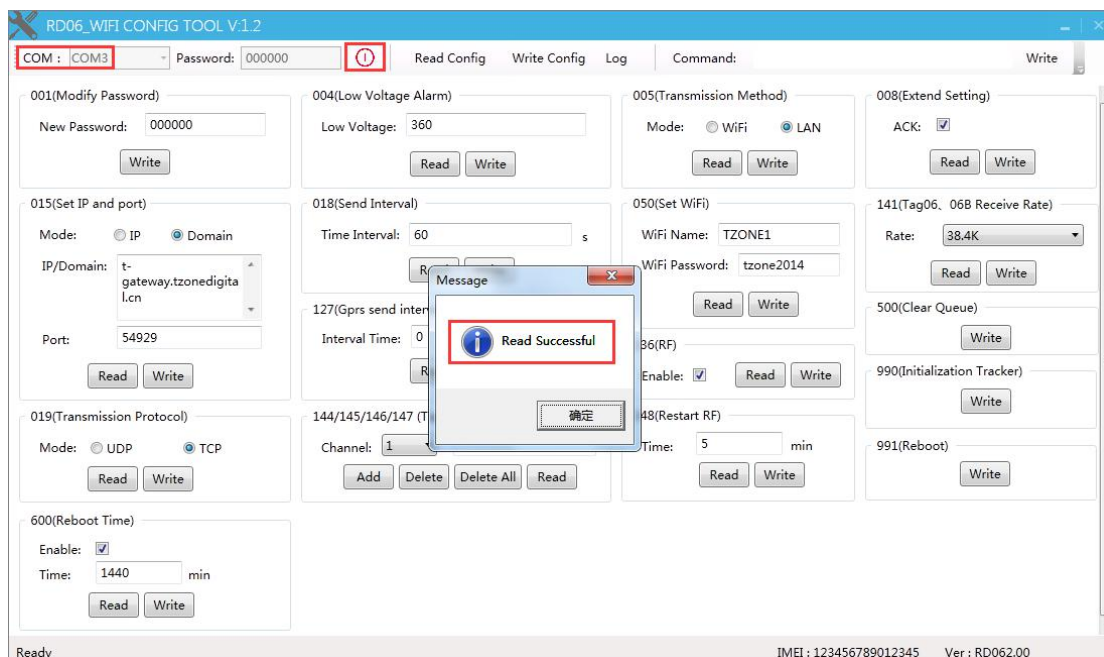 RD06_WIFI CONFIG TOOL V:1.2
COM : COM3 Password: 000000 Read Config Write Config Log Command: Write
001(Modify Password)
New Password: 000000
Write
004(Low Voltage Alarm)
Low Voltage: 360
Read Write
005(Transmission Method)
Mode: WiFi LAN
Read Write
008(Extend Setting)
ACK:
Read Write
015(Set IP and port)
Mode: IP Domain
IP/Domain: t-
gateway.tzonedigita
l.cn
Port: 54929
Read Write
018(Send Interval)
Time Interval: 60 s
050(Set WiFi)
WiFi Name: TZONE1
WiFi Password: tzone2014
Read Write
141(Tag06、06B Receive Rate)
Rate: 38.4K
Read Write
127(Gprs send inter
Interval Time: 0
Message
Read Successful
确定
36(RF)
Enable: Read Write
500(Clear Queue)
Write
990(Initialization Tracker)
Write
019(Transmission Protocol)
Mode: UDP TCP
Read Write
144/145/146/147 (T
Channel: 1
Add Delete Delete All Read
48(Restart RF)
Time: 5 min
Read Write
991(Reboot)
Write
600(Reboot Time)
Enable:
Time: 1440 min
Read Write
Ready IMEI : 123456789012345 Ver : RD062.00